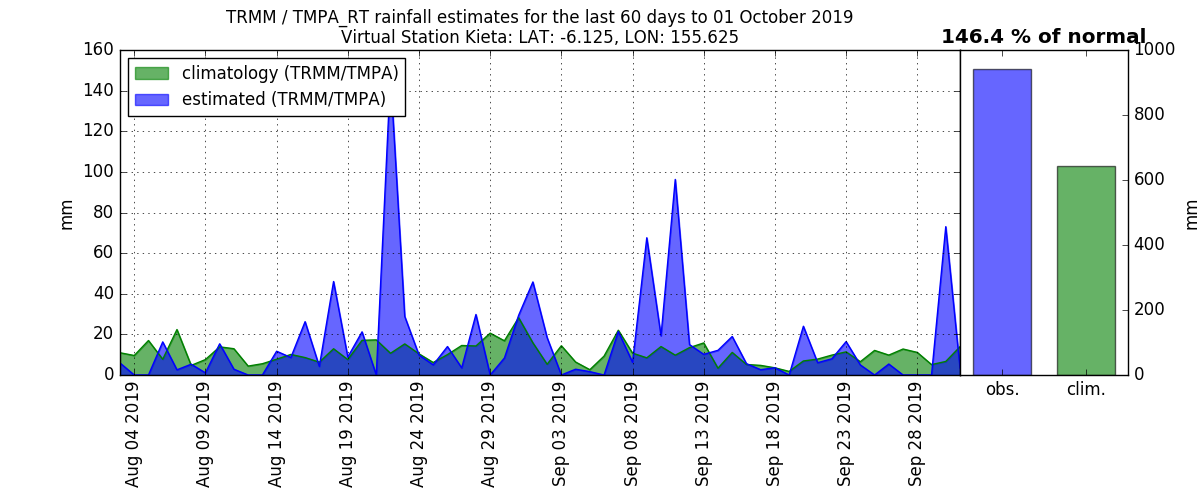 TRMM / TMPA_RT rainfall estimates for the last 60 days to 01 October 2019
Virtual Station Kieta: LAT: -6.125, LON: 155.625
146.4 % of normal
climatology (TRMM/TMPA)
estimated (TRMM/TMPA)
160
140
120
100
80
60
40
20
0
mm
Aug 04 2019
Aug 09 2019
Aug 14 2019
Aug 19 2019
Aug 24 2019
Aug 29 2019
Sep 03 2019
Sep 08 2019
Sep 13 2019
Sep 18 2019
Sep 23 2019
Sep 28 2019
obs.
clim.
1000
800
600
400
200
0
mm